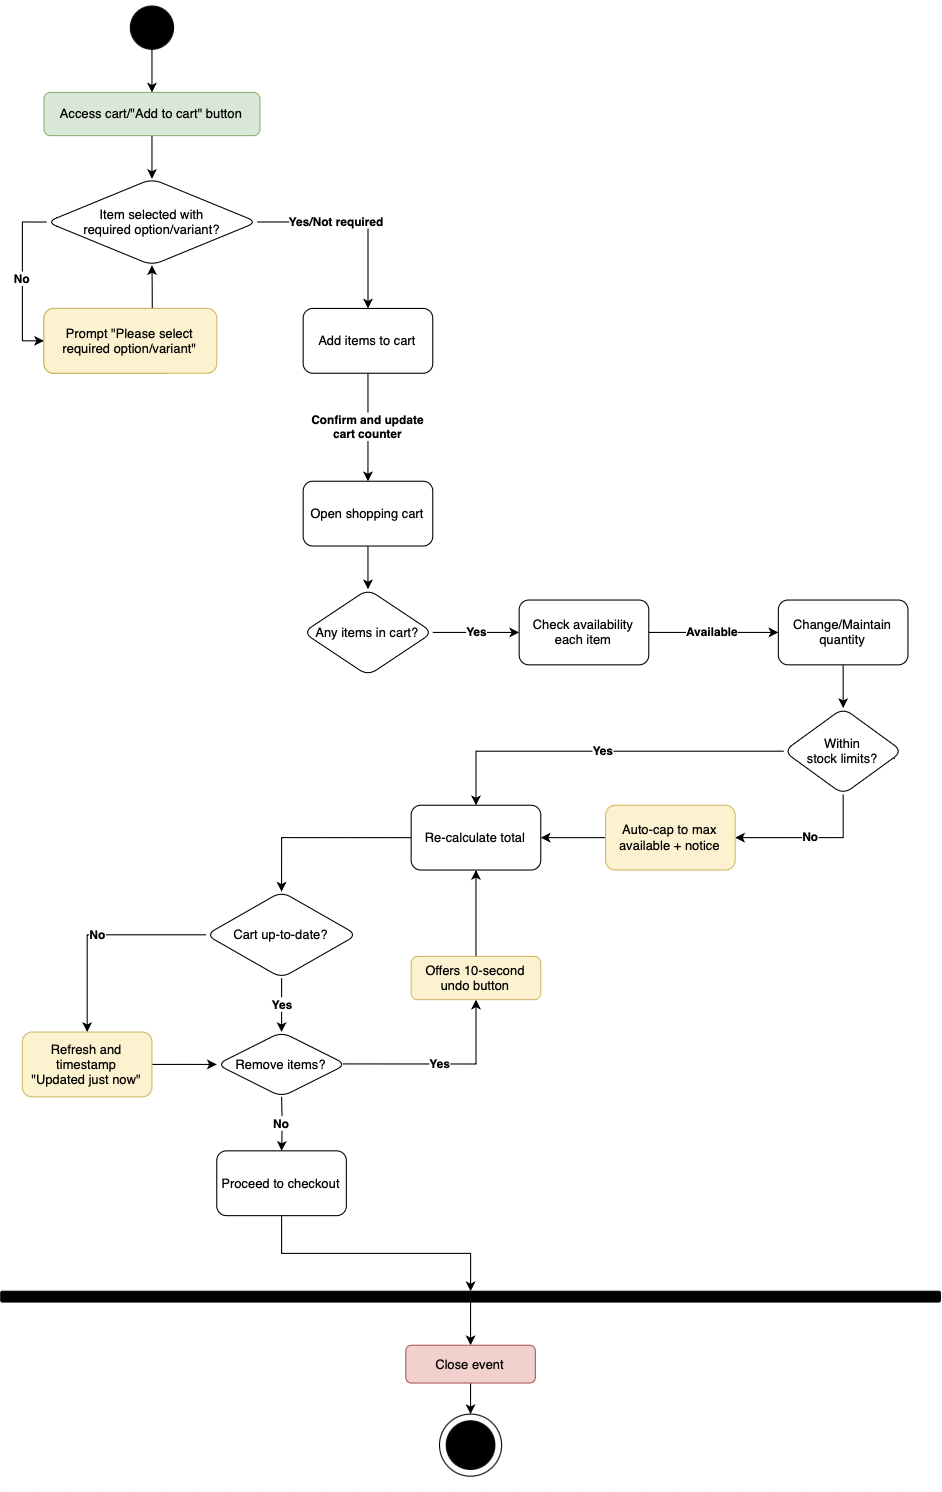 Access cart/"Add to cart" button
Item selected with
required option/variant?
Yes/Not required
No
Prompt "Please select
required option/variant"
Add items to cart
Confirm and update
cart counter
Open shopping cart
Any items in cart?
Yes
Check availability
each item
Available
Change/Maintain
quantity
Within
stock limits?
Yes
No
Auto-cap to max
available + notice
Re-calculate total
Cart up-to-date?
No
Yes
Offers 10-second
undo button
Refresh and
timestamp
"Updated just now"
Remove items?
Yes
No
Proceed to checkout
Close event